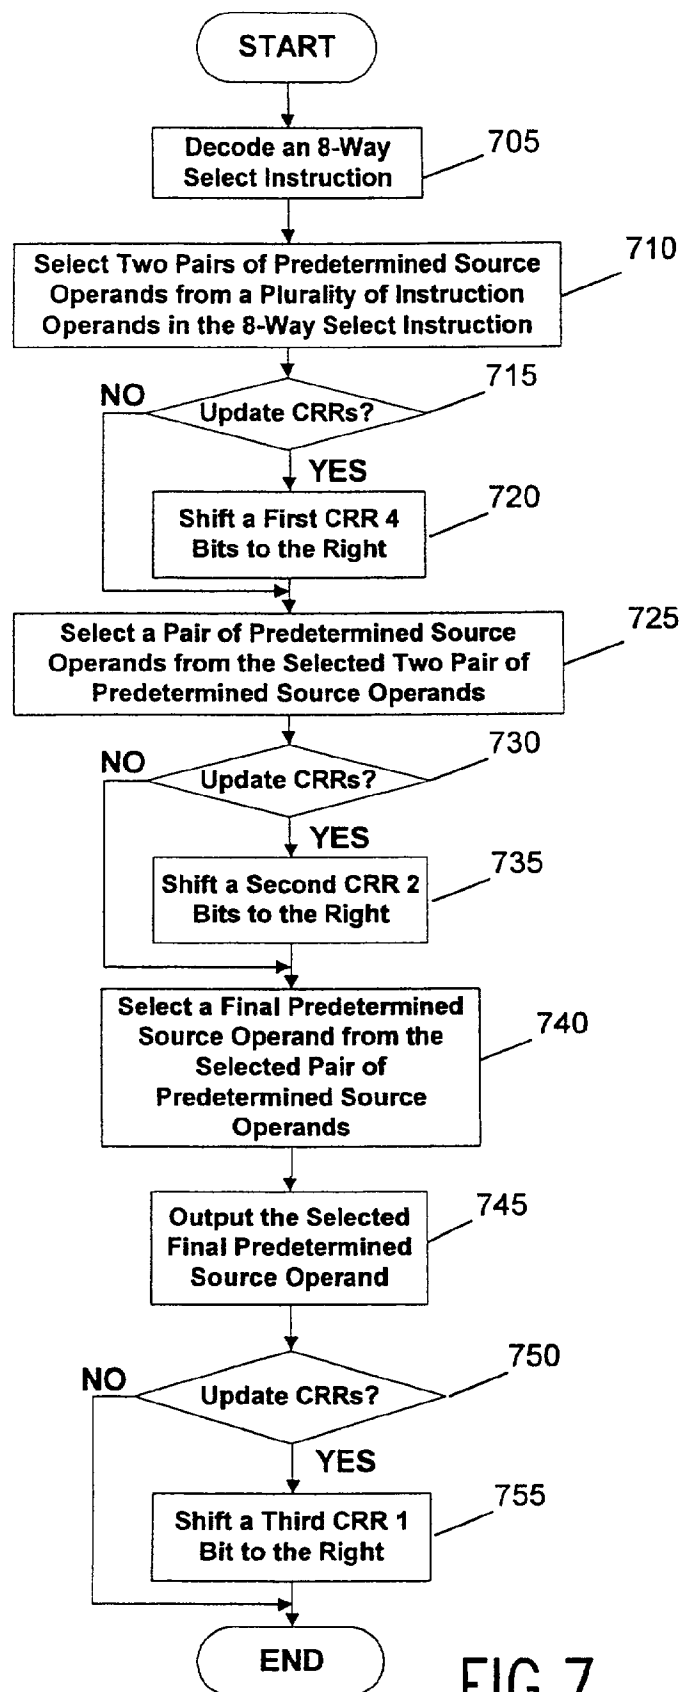 START
Decode an 8-Way
Select Instruction
705
Select Two Pairs of Predetermined Source
Operands from a Plurality of Instruction
Operands in the 8-Way Select Instruction
710
NO
Update CRRs?
715
YES
Shift a First CRR 4
Bits to the Right
720
Select a Pair of Predetermined Source
Operands from the Selected Two Pair of
Predetermined Source Operands
725
NO
Update CRRs?
730
YES
Shift a Second CRR 2
Bits to the Right
735
Select a Final Predetermined
Source Operand from the
Selected Pair of
Predetermined Source
Operands
740
Output the Selected
Final Predetermined
Source Operand
745
NO
Update CRRs?
750
YES
Shift a Third CRR 1
Bit to the Right
755
END
FIG. 7